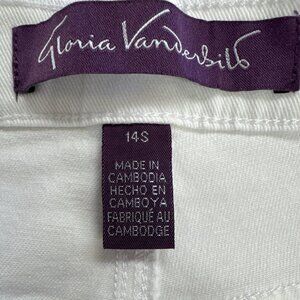 Gloria Vanderbilt
14S
MADE IN
CAMBODIA
HECHO EN
CAMBOYA
FABRIQUÉ AU
CAMBODGE